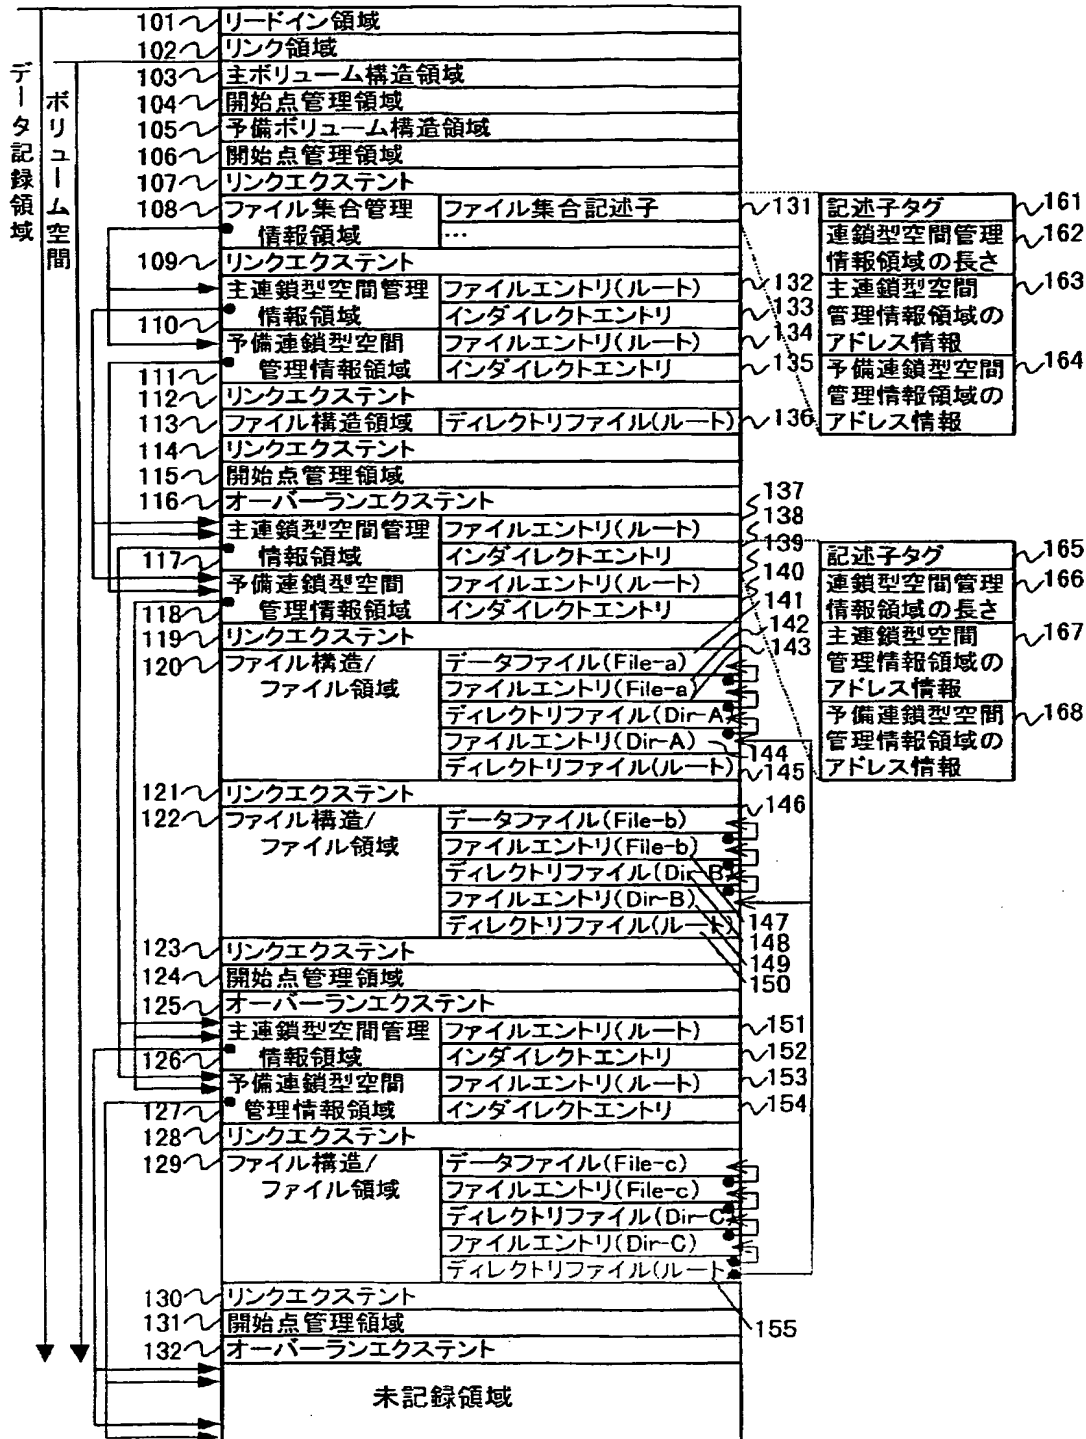 データ記録領域
ボリューム空間
101 リードイン領域
102 リンク領域
103 主ボリューム構造領域
104 開始点管理領域
105 予備ボリューム構造領域
106 開始点管理領域
107 リンクエクステント
108 ファイル集合管理 ファイル集合記述子 131
情報領域 …
109 リンクエクステント
主連鎖型空間管理 ファイルエントリ(ルート) 132
110 情報領域 インダイレクトエントリ 133
予備連鎖型空間 ファイルエントリ(ルート) 134
111 管理情報領域 インダイレクトエントリ 135
112 リンクエクステント
113 ファイル構造領域 ディレクトリファイル(ルート) 136
114 リンクエクステント
115 開始点管理領域
116 オーバーランエクステント
主連鎖型空間管理 ファイルエントリ(ルート) 137
117 情報領域 インダイレクトエントリ 138
予備連鎖型空間 ファイルエントリ(ルート) 139
118 管理情報領域 インダイレクトエントリ 140
119 リンクエクステント
120 ファイル構造/ データファイル(File-a) 141
ファイル領域 ファイルエントリ(File-a) 142
ディレクトリファイル(Dir-A) 143
ファイルエントリ(Dir-A) 144
ディレクトリファイル(ルート) 145
121 リンクエクステント
122 ファイル構造/ データファイル(File-b) 146
ファイル領域 ファイルエントリ(File-b) 147
ディレクトリファイル(Dir-B) 148
ファイルエントリ(Dir-B) 149
ディレクトリファイル(ルート) 150
123 リンクエクステント
124 開始点管理領域
125 オーバーランエクステント
主連鎖型空間管理 ファイルエントリ(ルート) 151
126 情報領域 インダイレクトエントリ 152
予備連鎖型空間 ファイルエントリ(ルート) 153
127 管理情報領域 インダイレクトエントリ 154
128 リンクエクステント
129 ファイル構造/ データファイル(File-c)
ファイル領域 ファイルエントリ(File-c)
ディレクトリファイル(Dir-C
ファイルエントリ(Dir-C)
ディレクトリファイル(ルート 155
130 リンクエクステント
131 開始点管理領域
132 オーバーランエクステント
未記録領域
記述子タグ 161
連鎖型空間管理 162
情報領域の長さ
主連鎖型空間 163
管理情報領域の
アドレス情報
予備連鎖型空間 164
管理情報領域の
アドレス情報
記述子タグ 165
連鎖型空間管理 166
情報領域の長さ
主連鎖型空間 167
管理情報領域の
アドレス情報
予備連鎖型空間 168
管理情報領域の
アドレス情報